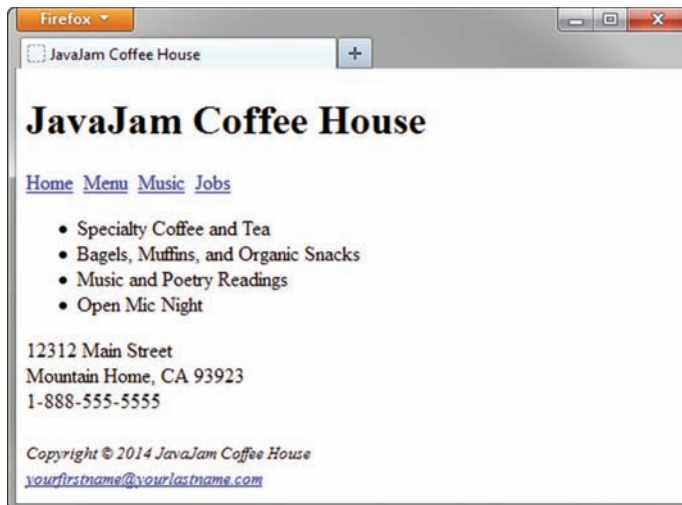 Firefox
JavaJam Coffee House
JavaJam Coffee House
Home Menu Music Jobs
Specialty Coffee and Tea
Bagels, Muffins, and Organic Snacks
Music and Poetry Readings
Open Mic Night
12312 Main Street
Mountain Home, CA 93923
1-888-555-5555
Copyright © 2014 JavaJam Coffee House
yourfirstname@yourlastname.com